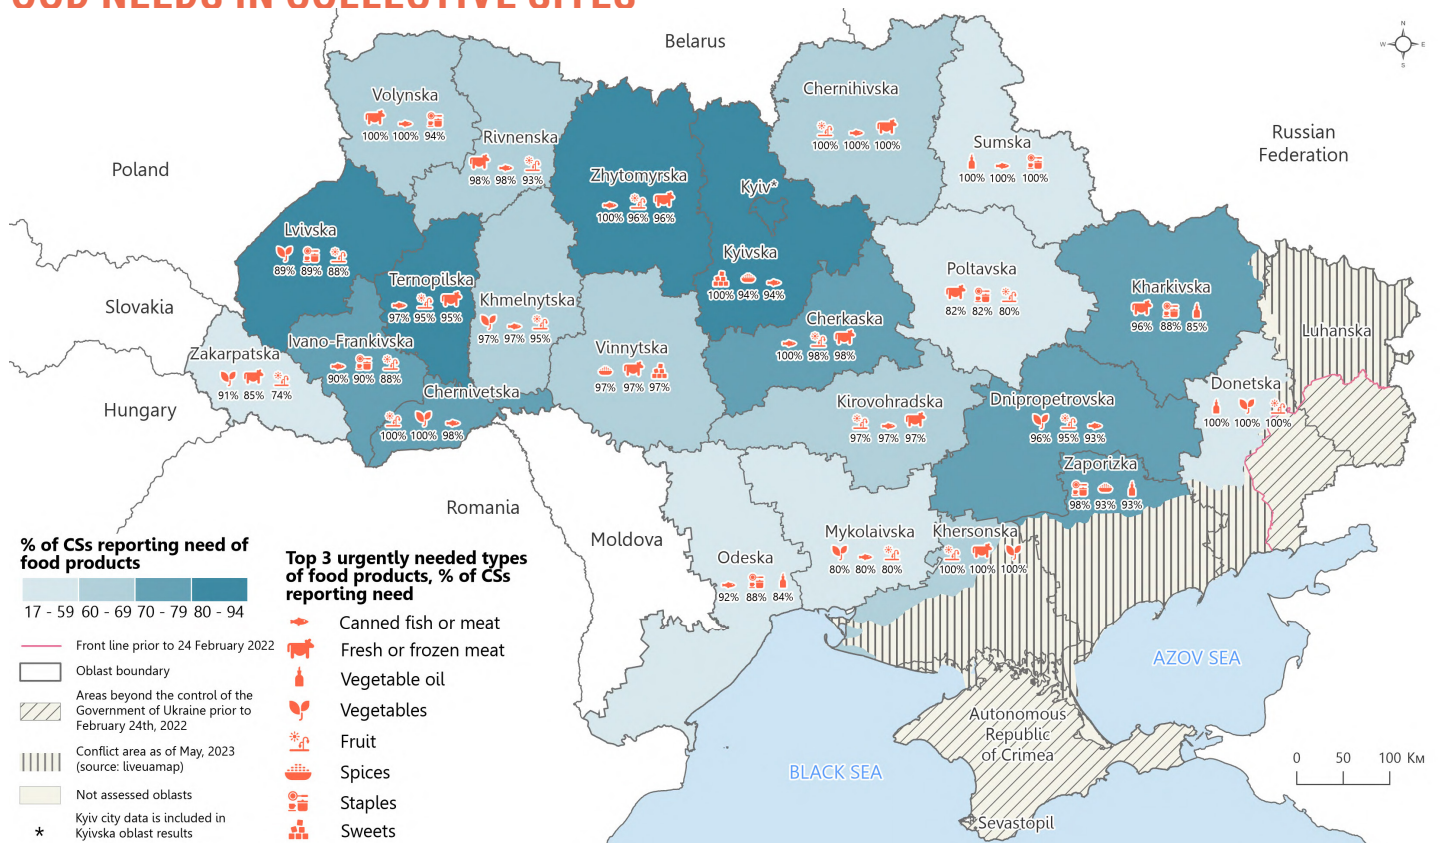 OOD NEEDS IN COLLECTIVE SITES
Belarus
N
W E
S
Volynska
100% 100% 94%
Rivnenska
98% 98% 93%
Chernihivska
100% 100% 100%
Sumska
100% 100% 100%
Russian
Federation
Poland
Zhytomyrska
100% 96% 96%
Kyiv*
Kyivska
100% 94% 94%
Lvivska
89% 89% 88%
Ternopilska
97% 95% 95%
Khmelnytska
97% 97% 95%
Poltavska
82% 82% 80%
Kharkivska
96% 88% 85%
Luhanska
Slovakia
Cherkaska
100% 98% 98%
Ivano-Frankivska
90% 90% 88%
Zakarpatska
91% 85% 74%
Vinnytska
97% 97% 97%
Chernivetska
100% 100% 98%
Hungary
Kirovohradska
97% 97% 97%
Dnipropetrovska
96% 95% 93%
Donetska
100% 100% 100%
Zaporizka
98% 93% 93%
Romania
Moldova
Odeska
92% 88% 84%
Mykolaivska
80% 80% 80%
Khersonska
100% 100% 100%
AZOV SEA
BLACK SEA
Autonomous
Republic
of Crimea
Sevastopil
% of CSs reporting need of
food products
17 - 59 60 - 69 70 - 79 80 - 94
Front line prior to 24 February 2022
Oblast boundary
Areas beyond the control of the
Government of Ukraine prior to
February 24th, 2022
Conflict area as of May, 2023
(source: liveuamap)
Not assessed oblasts
* Kyiv city data is included in
Kyivska oblast results
Top 3 urgently needed types
of food products, % of CSs
reporting need
Canned fish or meat
Fresh or frozen meat
Vegetable oil
Vegetables
Fruit
Spices
Staples
Sweets
0 50 100 Км